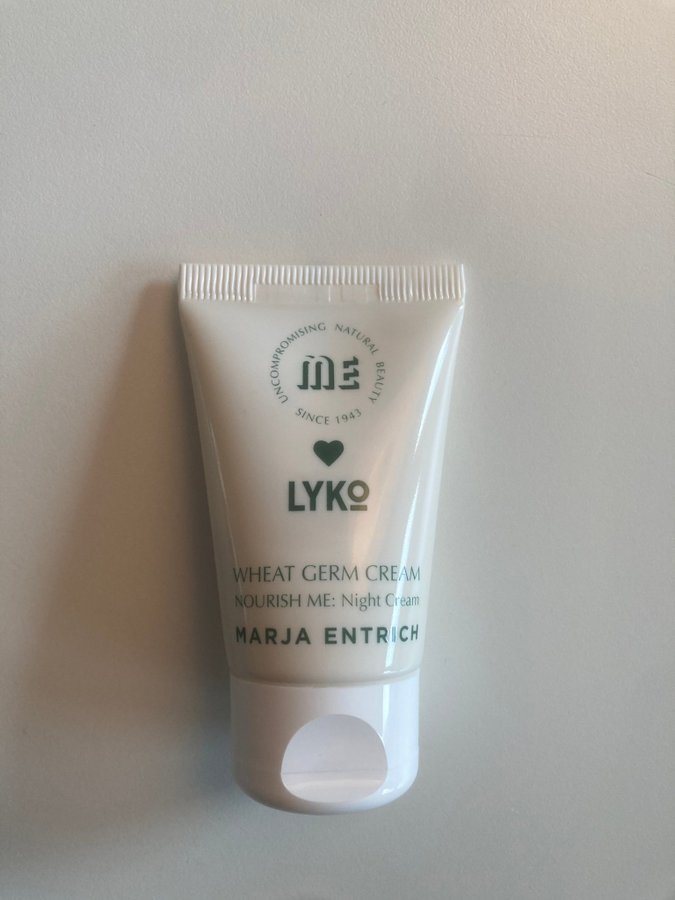 UNCOMPROMISING NATURAL BEAUTY
ME
SINCE 1943
LYKO
WHEAT GERM CREAM
NOURISH ME: Night Cream
MARJA ENTRICH